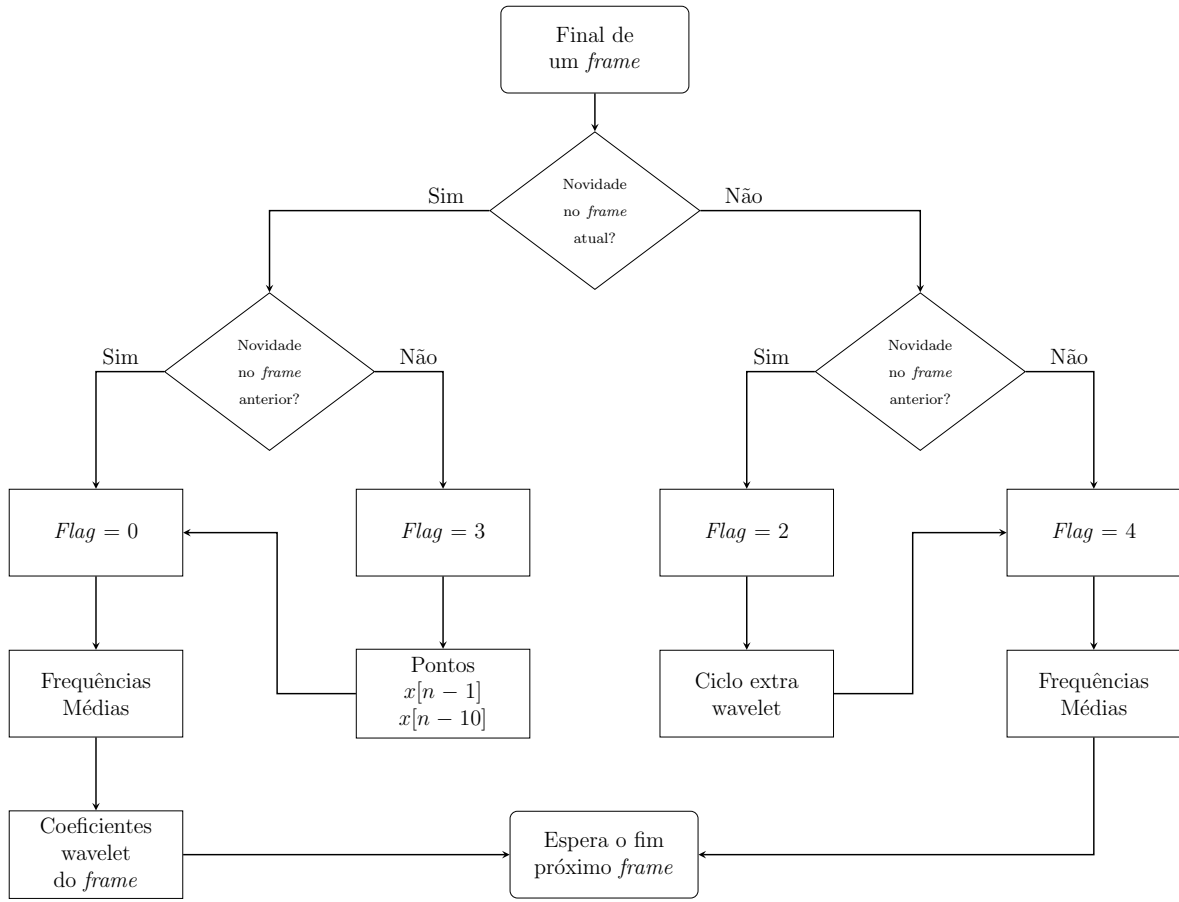 Final de
um frame
Novidade
no frame
atual?
Sim
Não
Novidade
no frame
anterior?
Sim
Não
Novidade
no frame
anterior?
Sim
Não
Flag = 0
Flag = 3
Flag = 2
Flag = 4
Frequências
Médias
Pontos
x[n − 1]
x[n − 10]
Ciclo extra
wavelet
Frequências
Médias
Coeficientes
wavelet
do frame
Espera o fim
próximo frame